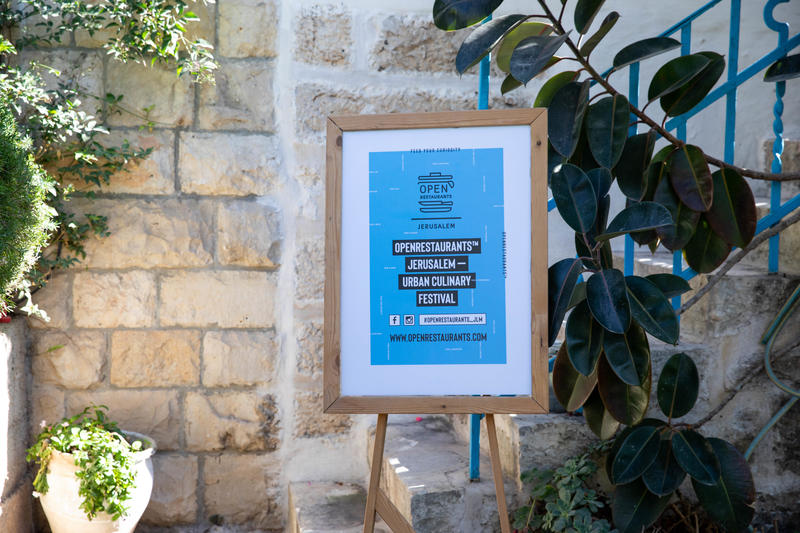 FEED YOUR CURIOSITY
OPEN
RESTAURANTS
JERUSALEM
OPENRESTAURANTS™
JERUSALEM —
URBAN CULINARY
FESTIVAL
#OPENRESTAURANTS_JLM
WWW.OPENRESTAURANTS.COM